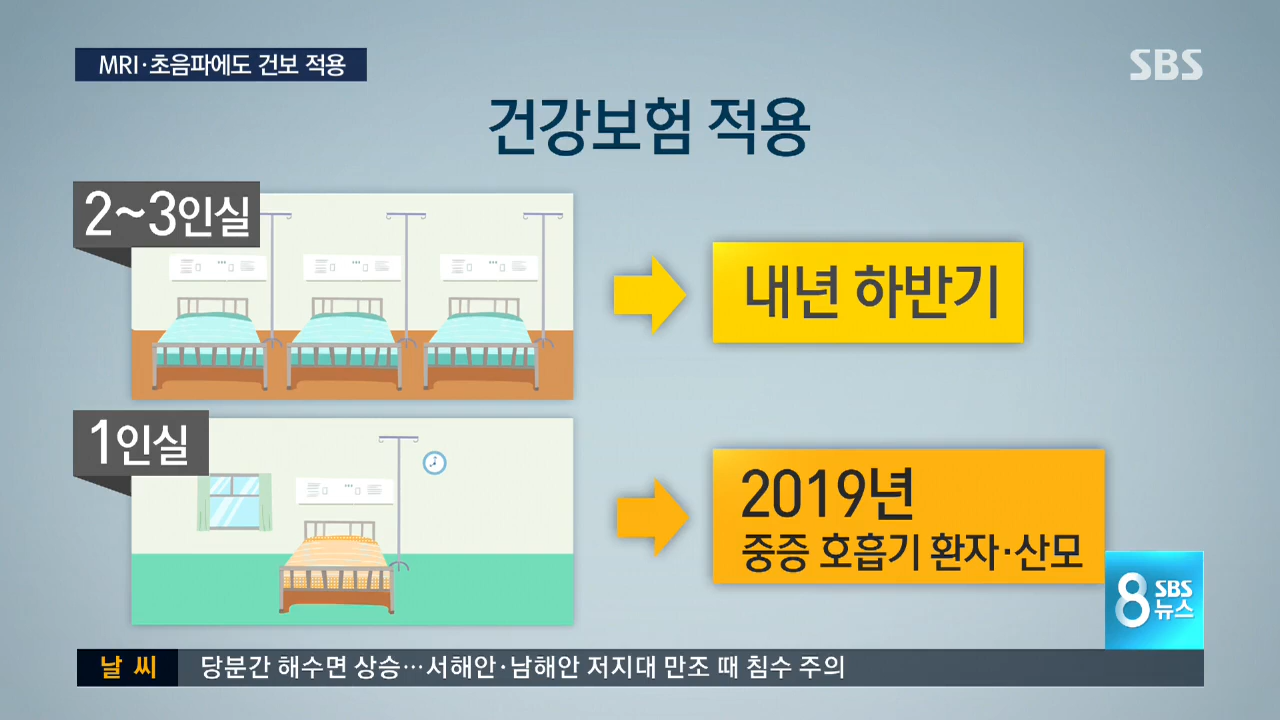 MRI·초음파에도 건보 적용
SBS
건강보험 적용
2~3인실
내년 하반기
1인실
2019년
중증 호흡기 환자·산모
8 SBS 뉴스
날 씨 당분간 해수면 상승…서해안·남해안 저지대 만조 때 침수 주의